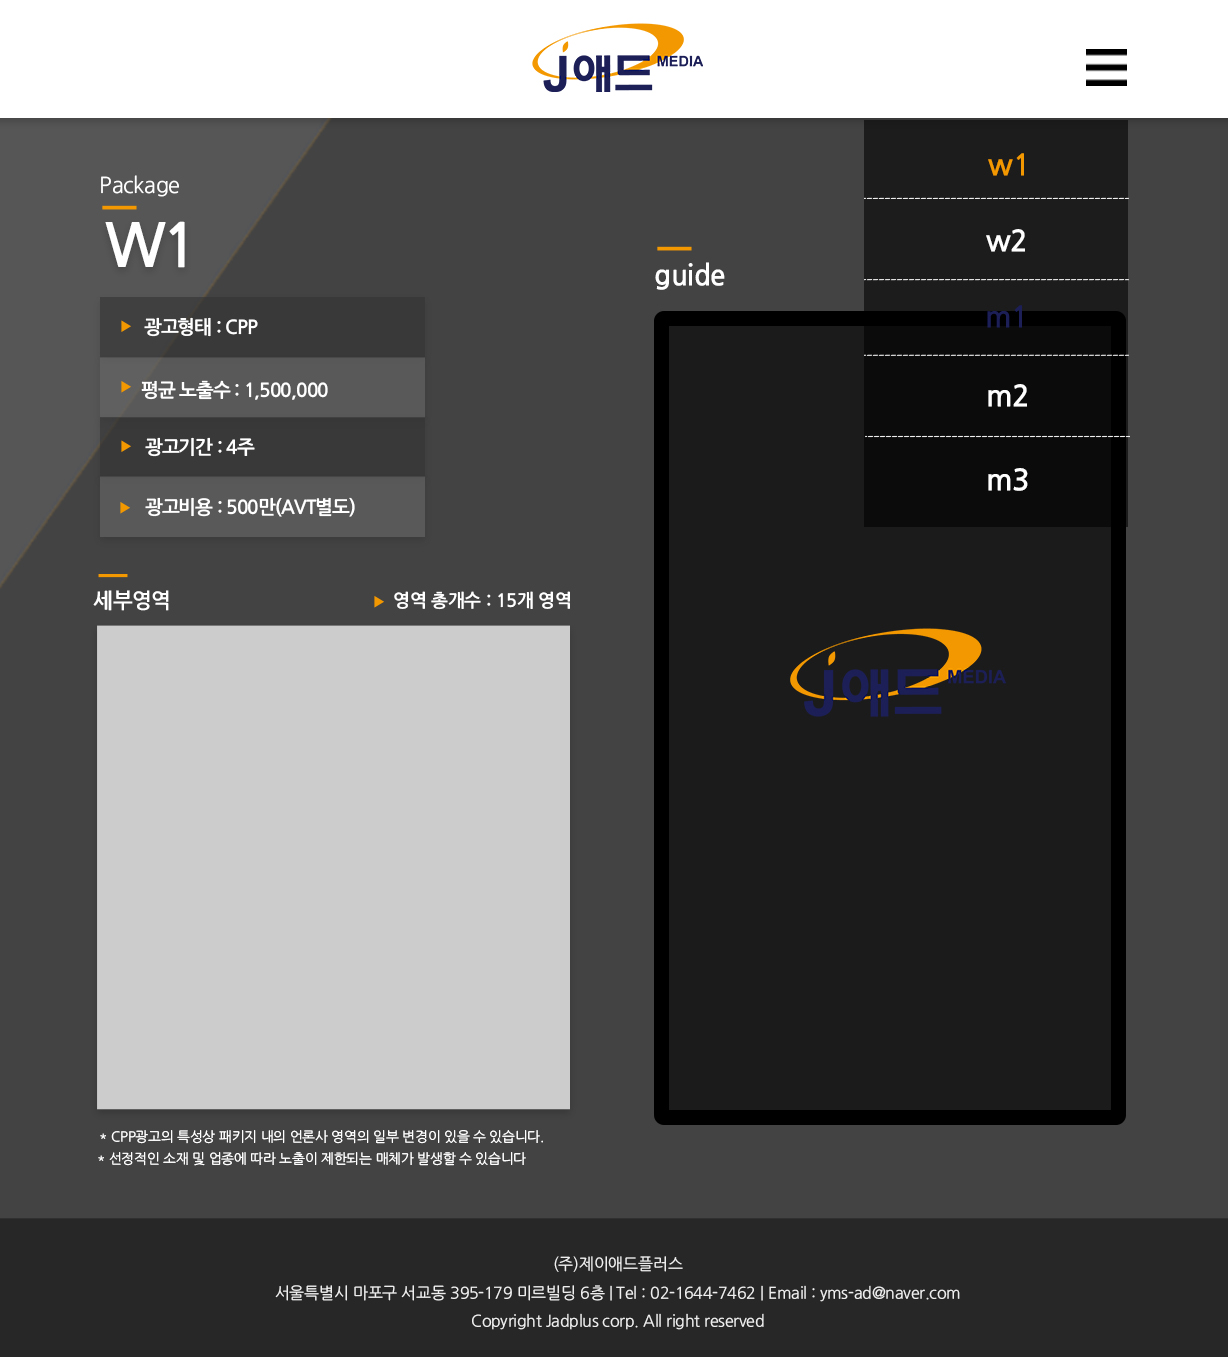 J애드 MEDIA
Package
W1
광고형태 : CPP
평균 노출수 : 1,500,000
광고기간 : 4주
광고비용 : 500만(AVT별도)
세부영역
영역 총개수 : 15개 영역
* CPP광고의 특성상 패키지 내의 언론사 영역의 일부 변경이 있을 수 있습니다.
* 선정적인 소재 및 업종에 따라 노출이 제한되는 매체가 발생할 수 있습니다
guide
w1
w2
m1
m2
m3
J애드 MEDIA
(주)제이애드플러스
서울특별시 마포구 서교동 395-179 미르빌딩 6층 | Tel : 02-1644-7462 | Email : yms-ad@naver.com
Copyright Jadplus corp. All right reserved